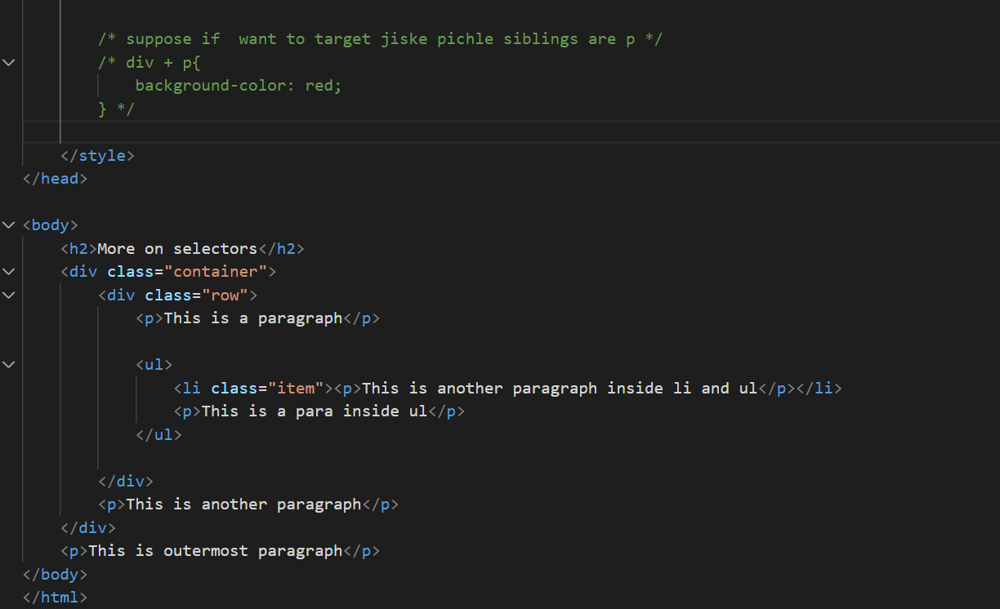 /* suppose if  want to target jiske pichle siblings are p */
/* div + p{
background-color: red;
} */
</style>
</head>
<body>
<h2>More on selectors</h2>
<div class="container">
<div class="row">
<p>This is a paragraph</p>
<ul>
<li class="item"><p>This is another paragraph inside li and ul</p></li>
<p>This is a para inside ul</p>
</ul>
</div>
<p>This is another paragraph</p>
</div>
<p>This is outermost paragraph</p>
</body>
</html>